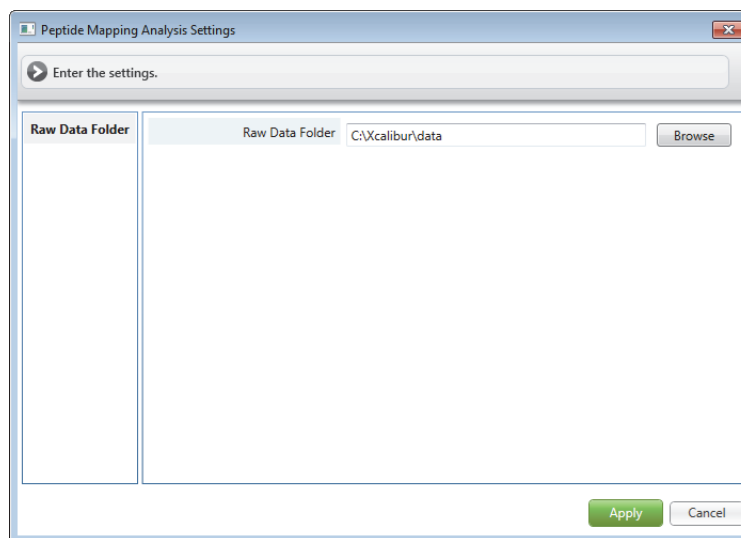 Peptide Mapping Analysis Settings
Enter the settings.
Raw Data Folder
Raw Data Folder C:\Xcalibur\data Browse
Apply Cancel